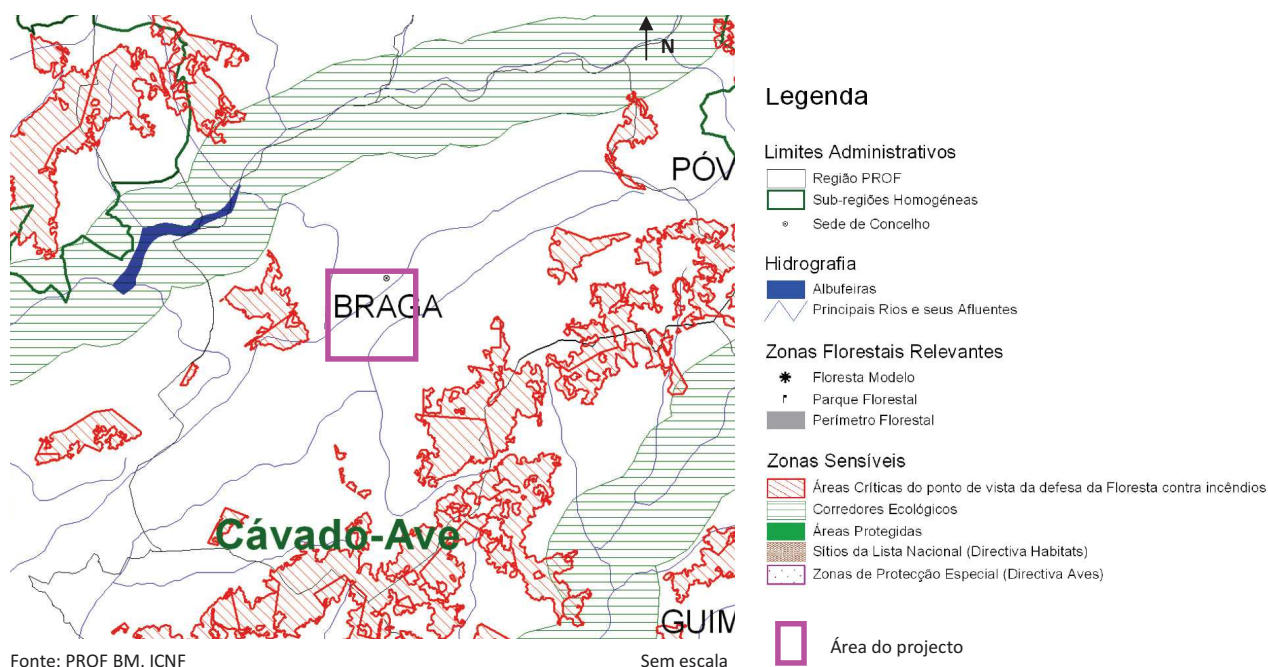 N
PÓV
BRAGA
Cávado-Ave
GUIM
Fonte: PROF BM, ICNF
Sem escala
Legenda
Limites Administrativos
Região PROF
Sub-regiões Homogéneas
Sede de Concelho
Hidrografia
Albufeiras
Principais Rios e seus Afluentes
Zonas Florestais Relevantes
Floresta Modelo
Parque Florestal
Perímetro Florestal
Zonas Sensíveis
Áreas Críticas do ponto de vista da defesa da Floresta contra incêndios
Corredores Ecológicos
Áreas Protegidas
Sítios da Lista Nacional (Directiva Habitats)
Zonas de Protecção Especial (Directiva Aves)
Área do projecto